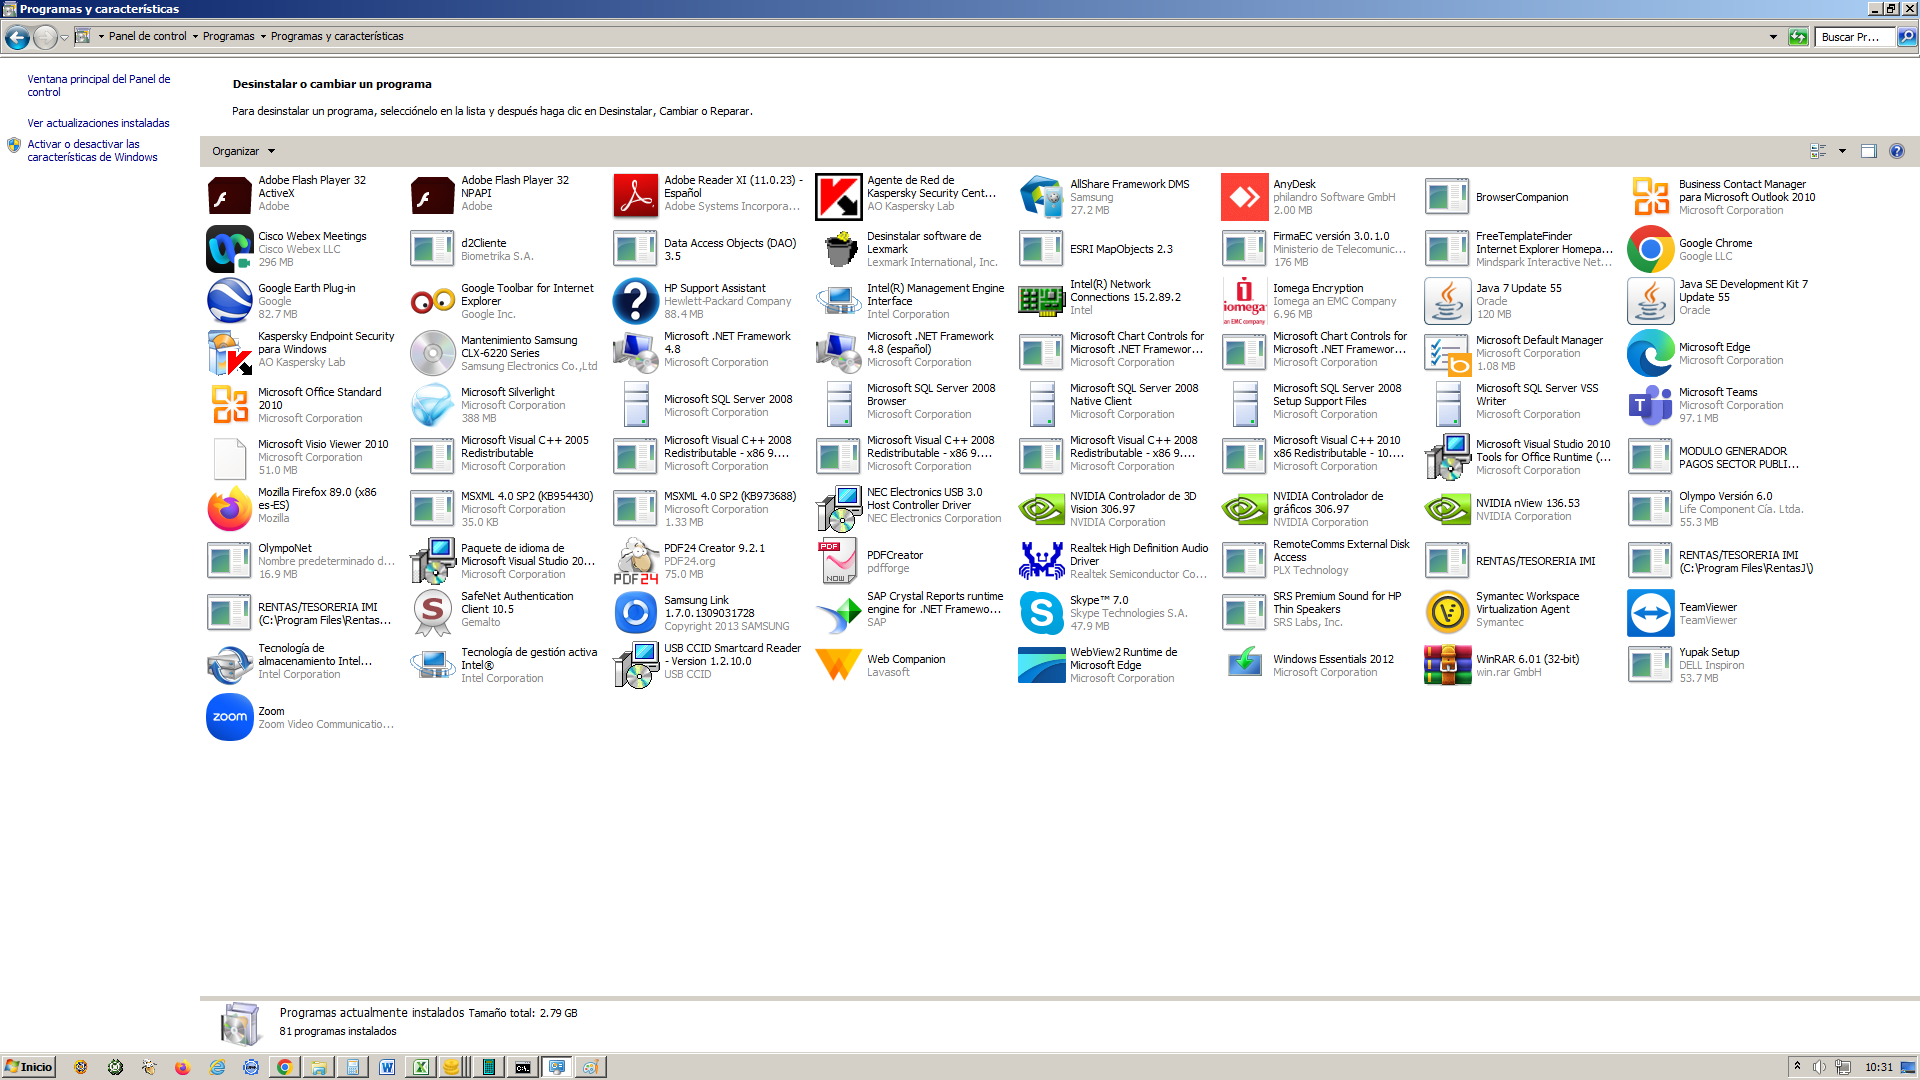 Programas y características
Panel de control
Programas
Programas y características
Buscar Pr...
Ventana principal del Panel de
control
Ver actualizaciones instaladas
Activar o desactivar las
características de Windows
Desinstalar o cambiar un programa
Para desinstalar un programa, selecciónelo en la lista y después haga clic en Desinstalar, Cambiar o Reparar.
Organizar
Adobe Flash Player 32
ActiveX
Adobe
Adobe Flash Player 32
NPAPI
Adobe
Adobe Reader XI (11.0.23) -
Español
Adobe Systems Incorpora...
Agente de Red de
Kaspersky Security Cent...
AO Kaspersky Lab
AllShare Framework DMS
Samsung
27.2 MB
AnyDesk
philandro Software GmbH
2.00 MB
BrowserCompanion
Business Contact Manager
para Microsoft Outlook 2010
Microsoft Corporation
Cisco Webex Meetings
Cisco Webex LLC
296 MB
d2Cliente
Biometrika S.A.
Data Access Objects (DAO)
3.5
Desinstalar software de
Lexmark
Lexmark International, Inc.
ESRI MapObjects 2.3
FirmaEC versión 3.0.1.0
Ministerio de Telecomunic...
176 MB
FreeTemplateFinder
Internet Explorer Homepa...
Mindspark Interactive Net...
Google Chrome
Google LLC
Google Earth Plug-in
Google
82.7 MB
Google Toolbar for Internet
Explorer
Google Inc.
HP Support Assistant
Hewlett-Packard Company
88.4 MB
Intel(R) Management Engine
Interface
Intel Corporation
Intel(R) Network
Connections 15.2.89.2
Intel
iomega
an EMC company
Iomega Encryption
Iomega an EMC Company
6.96 MB
Java 7 Update 55
Oracle
120 MB
Java SE Development Kit 7
Update 55
Oracle
Kaspersky Endpoint Security
para Windows
AO Kaspersky Lab
Mantenimiento Samsung
CLX-6220 Series
Samsung Electronics Co.,Ltd
Microsoft .NET Framework
4.8
Microsoft Corporation
Microsoft .NET Framework
4.8 (español)
Microsoft Corporation
Microsoft Chart Controls for
Microsoft .NET Framewor...
Microsoft Corporation
Microsoft Chart Controls for
Microsoft .NET Framewor...
Microsoft Corporation
Microsoft Default Manager
Microsoft Corporation
1.08 MB
Microsoft Edge
Microsoft Corporation
Microsoft Office Standard
2010
Microsoft Corporation
Microsoft Silverlight
Microsoft Corporation
388 MB
Microsoft SQL Server 2008
Microsoft Corporation
Microsoft SQL Server 2008
Browser
Microsoft Corporation
Microsoft SQL Server 2008
Native Client
Microsoft Corporation
Microsoft SQL Server 2008
Setup Support Files
Microsoft Corporation
Microsoft SQL Server VSS
Writer
Microsoft Corporation
Microsoft Teams
Microsoft Corporation
97.1 MB
Microsoft Visio Viewer 2010
Microsoft Corporation
51.0 MB
Microsoft Visual C++ 2005
Redistributable
Microsoft Corporation
Microsoft Visual C++ 2008
Redistributable - x86 9....
Microsoft Corporation
Microsoft Visual C++ 2008
Redistributable - x86 9....
Microsoft Corporation
Microsoft Visual C++ 2008
Redistributable - x86 9....
Microsoft Corporation
Microsoft Visual C++ 2010
x86 Redistributable - 10....
Microsoft Corporation
Microsoft Visual Studio 2010
Tools for Office Runtime (...
Microsoft Corporation
MODULO GENERADOR
PAGOS SECTOR PUBLI...
Mozilla Firefox 89.0 (x86
es-ES)
Mozilla
MSXML 4.0 SP2 (KB954430)
Microsoft Corporation
35.0 KB
MSXML 4.0 SP2 (KB973688)
Microsoft Corporation
1.33 MB
NEC Electronics USB 3.0
Host Controller Driver
NEC Electronics Corporation
NVIDIA Controlador de 3D
Vision 306.97
NVIDIA Corporation
NVIDIA Controlador de
gráficos 306.97
NVIDIA Corporation
NVIDIA nView 136.53
NVIDIA Corporation
Olympo Versión 6.0
Life Component Cía. Ltda.
55.3 MB
OlympoNet
Nombre predeterminado d...
16.9 MB
Paquete de idioma de
Microsoft Visual Studio 20...
Microsoft Corporation
PDF24
PDF24 Creator 9.2.1
PDF24.org
75.0 MB
PDF
NOW
PDFCreator
pdfforge
Realtek High Definition Audio
Driver
Realtek Semiconductor Co...
RemoteComms External Disk
Access
PLX Technology
RENTAS/TESORERIA IMI
RENTAS/TESORERIA IMI
(C:\Program Files\RentasJ\)
RENTAS/TESORERIA IMI
(C:\Program Files\Rentas...
SafeNet Authentication
Client 10.5
Gemalto
Samsung Link
1.7.0.1309031728
Copyright 2013 SAMSUNG
SAP Crystal Reports runtime
engine for .NET Framewo...
SAP
Skype™ 7.0
Skype Technologies S.A.
47.9 MB
SRS Premium Sound for HP
Thin Speakers
SRS Labs, Inc.
Symantec Workspace
Virtualization Agent
Symantec
TeamViewer
TeamViewer
Tecnología de
almacenamiento Intel...
Intel Corporation
Tecnología de gestión activa
Intel®
Intel Corporation
USB CCID Smartcard Reader
- Version 1.2.10.0
USB CCID
Web Companion
Lavasoft
WebView2 Runtime de
Microsoft Edge
Microsoft Corporation
Windows Essentials 2012
Microsoft Corporation
WinRAR 6.01 (32-bit)
win.rar GmbH
Yupak Setup
DELL Inspiron
53.7 MB
zoom
Zoom
Zoom Video Communicatio...
Programas actualmente instalados Tamaño total: 2.79 GB
81 programas instalados
Inicio
10:31